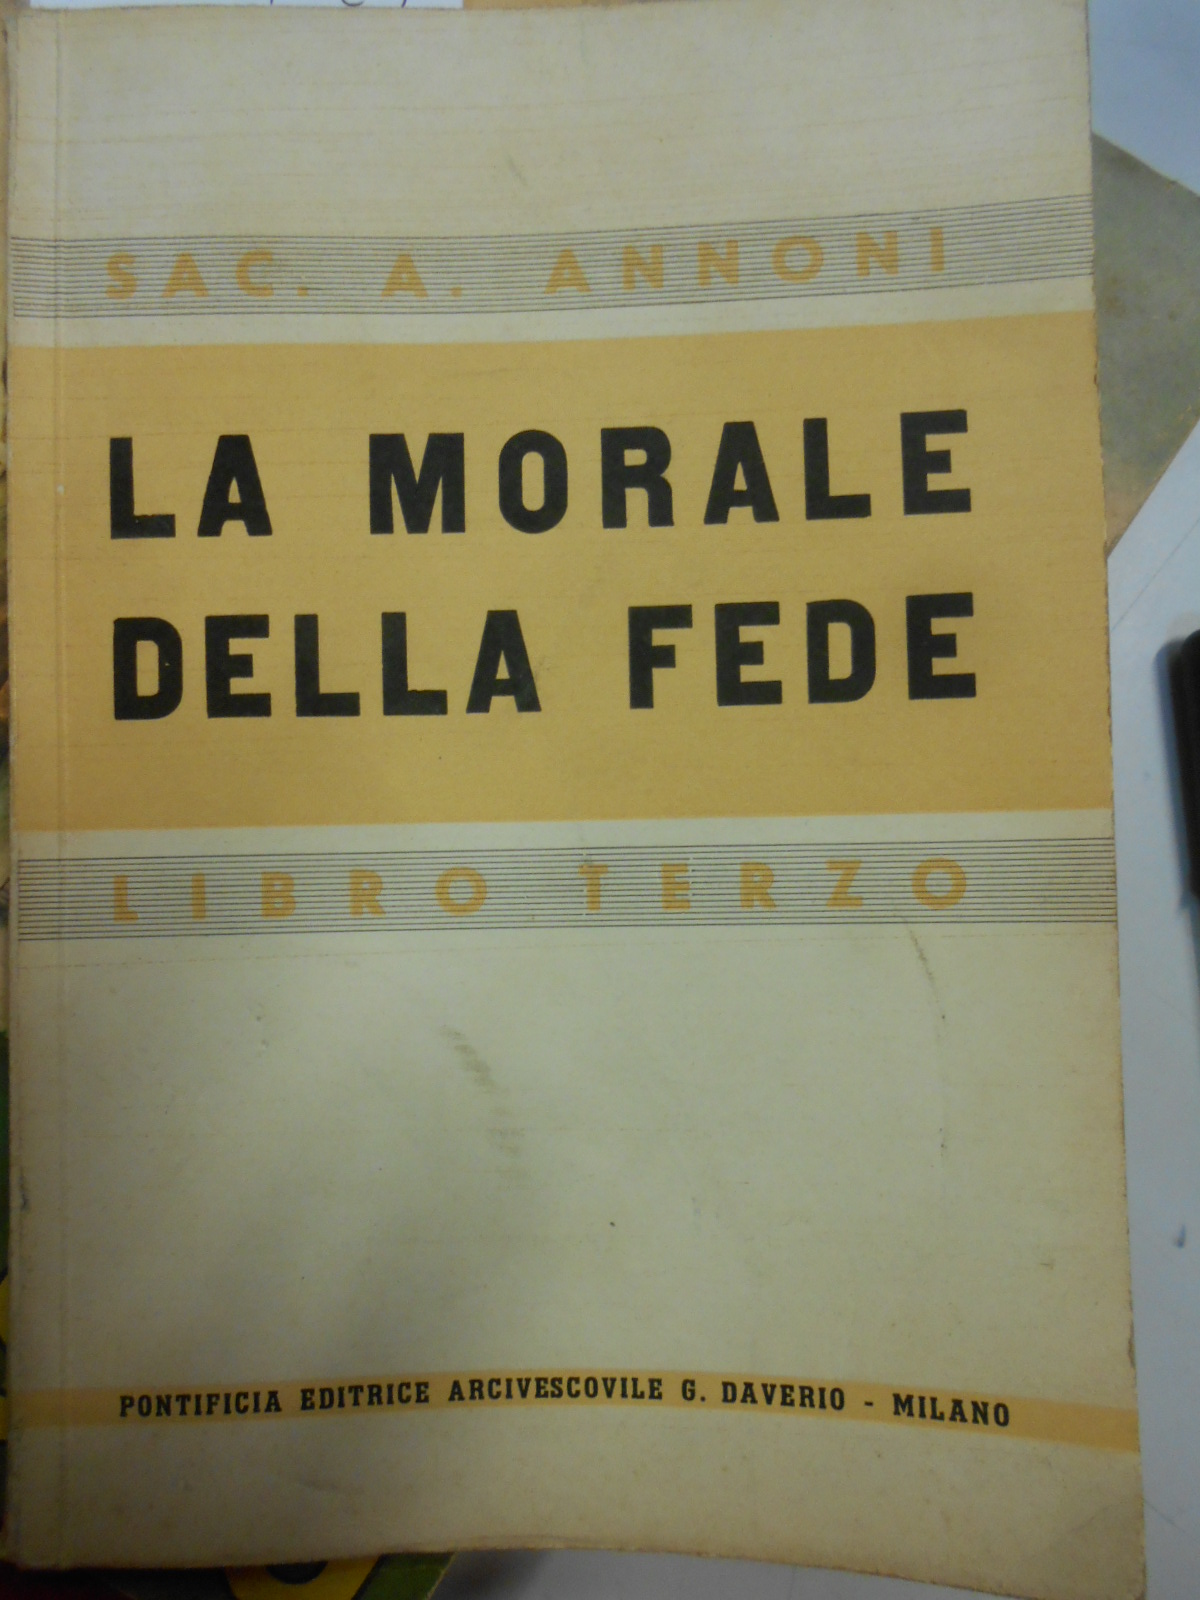 SAC. A. ANNONI
LA MORALE
DELLA FEDE
LIBRO TERZO
PONTIFICIA EDITRICE ARCIVESCOVILE G. DAVERIO - MILANO